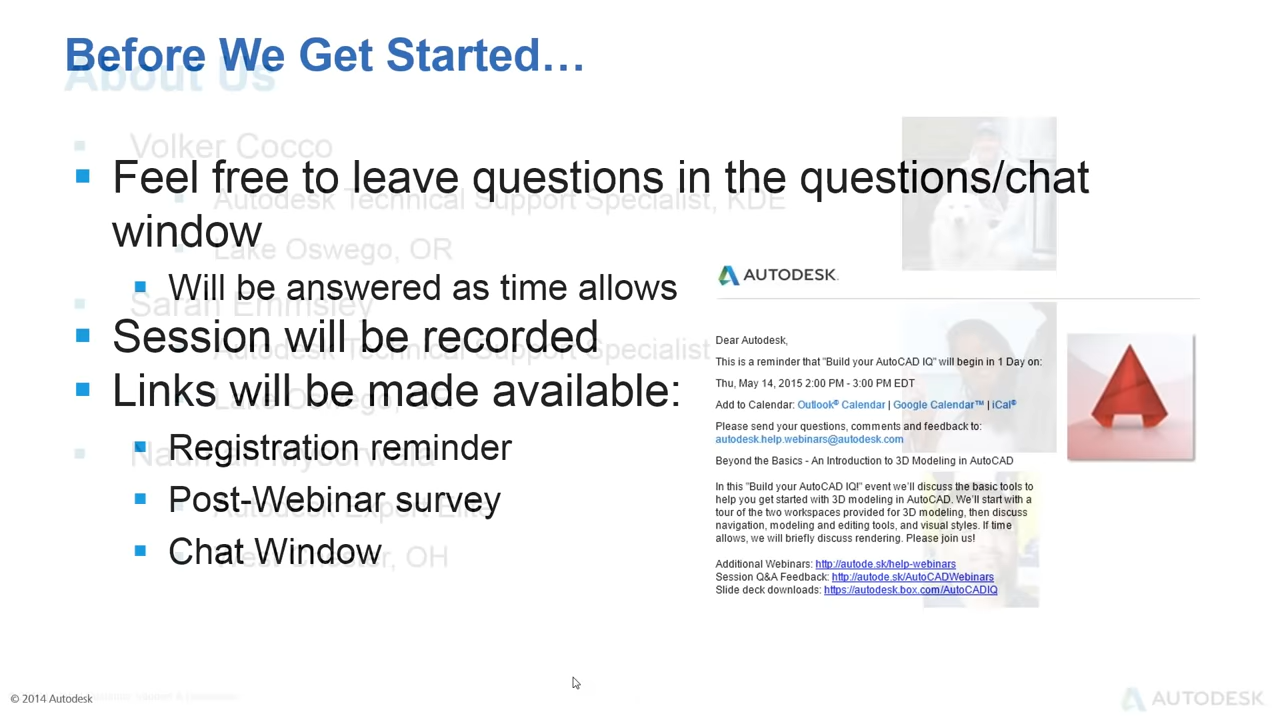 Before We Get Started…
About Us
Volker Cocco
Feel free to leave questions in the questions/chat
Autodesk Technical Support Specialist, KDE
window
Lake Oswego, OR
Will be answered as time allows
Session will be recorded
Autodesk Technical Support Specialist
Links will be made available:
Lake Oswego, OR
Registration reminder
Post-Webinar survey
Autodesk Expert Elite
Chat Window
OH
AUTODESK.
Dear Autodesk,
This is a reminder that "Build your AutoCAD IQ" will begin in 1 Day on:
Thu, May 14, 2015 2:00 PM - 3:00 PM EDT
Add to Calendar: Outlook® Calendar | Google Calendar™ | iCal®
Please send your questions, comments and feedback to:
autodesk.help.webinars@autodesk.com
Beyond the Basics - An Introduction to 3D Modeling in AutoCAD
In this "Build your AutoCAD IQ!" event we'll discuss the basic tools to
help you get started with 3D modeling in AutoCAD. We'll start with a
tour of the two workspaces provided for 3D modeling, then discuss
navigation, modeling and editing tools, and visual styles. If time
allows, we will briefly discuss rendering. Please join us!
Additional Webinars: http://autode.sk/help-webinars
Session Q&A Feedback: http://autode.sk/AutoCADWebinars
Slide deck downloads: https://autodesk.box.com/AutoCADIQ
© 2014 Autodesk
AUTODESK.